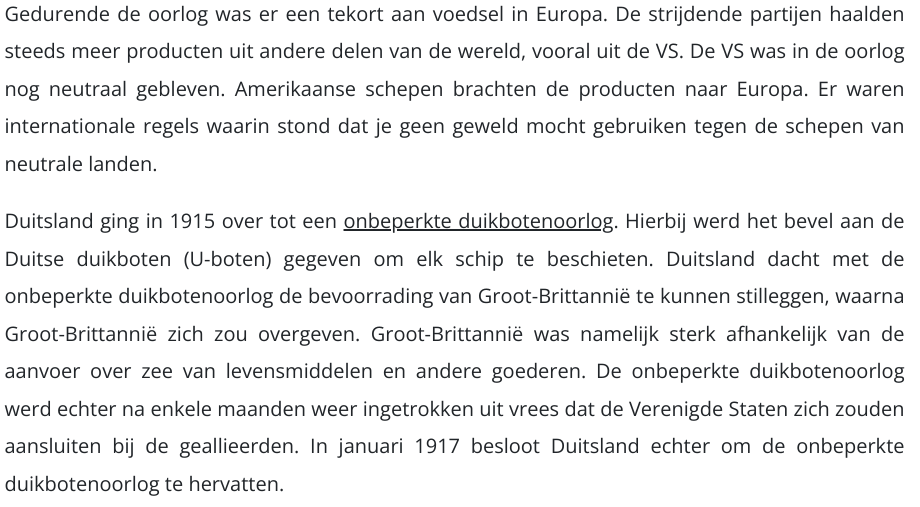 Gedurende de oorlog was er een tekort aan voedsel in Europa. De strijdende partijen haalden
steeds meer producten uit andere delen van de wereld, vooral uit de VS. De VS was in de oorlog
nog neutraal gebleven. Amerikaanse schepen brachten de producten naar Europa. Er waren
internationale regels waarin stond dat je geen geweld mocht gebruiken tegen de schepen van
neutrale landen.
Duitsland ging in 1915 over tot een onbeperkte duikbotenoorlog. Hierbij werd het bevel aan de
Duitse duikboten (U-boten) gegeven om elk schip te beschieten. Duitsland dacht met de
onbeperkte duikbotenoorlog de bevoorrading van Groot-Brittannië te kunnen stilleggen, waarna
Groot-Brittannië zich zou overgeven. Groot-Brittannië was namelijk sterk afhankelijk van de
aanvoer over zee van levensmiddelen en andere goederen. De onbeperkte duikbotenoorlog
werd echter na enkele maanden weer ingetrokken uit vrees dat de Verenigde Staten zich zouden
aansluiten bij de geallieerden. In januari 1917 besloot Duitsland echter om de onbeperkte
duikbotenoorlog te hervatten.